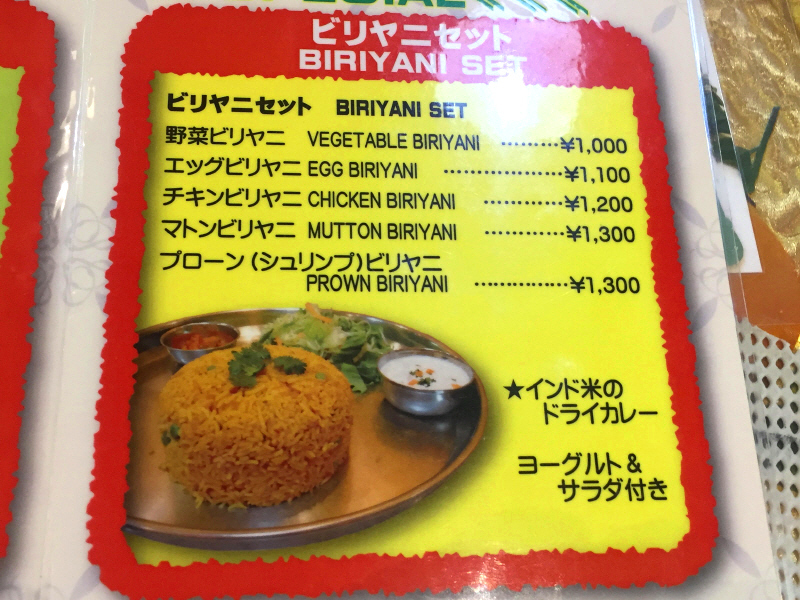 SPECIAL
ビリヤニセット
BIRIYANI SET
ビリヤニセット BIRIYANI SET
野菜ビリヤニ VEGETABLE BIRIYANI ………¥1,000
エッグビリヤニ EGG BIRIYANI ………………¥1,100
チキンビリヤニ CHICKEN BIRIYANI …………¥1,200
マトンビリヤニ MUTTON BIRIYANI …………¥1,300
プローン(シュリンプ)ビリヤニ
PROWN BIRIYANI ……………¥1,300
★インド米の
ドライカレー
ヨーグルト&
サラダ付き